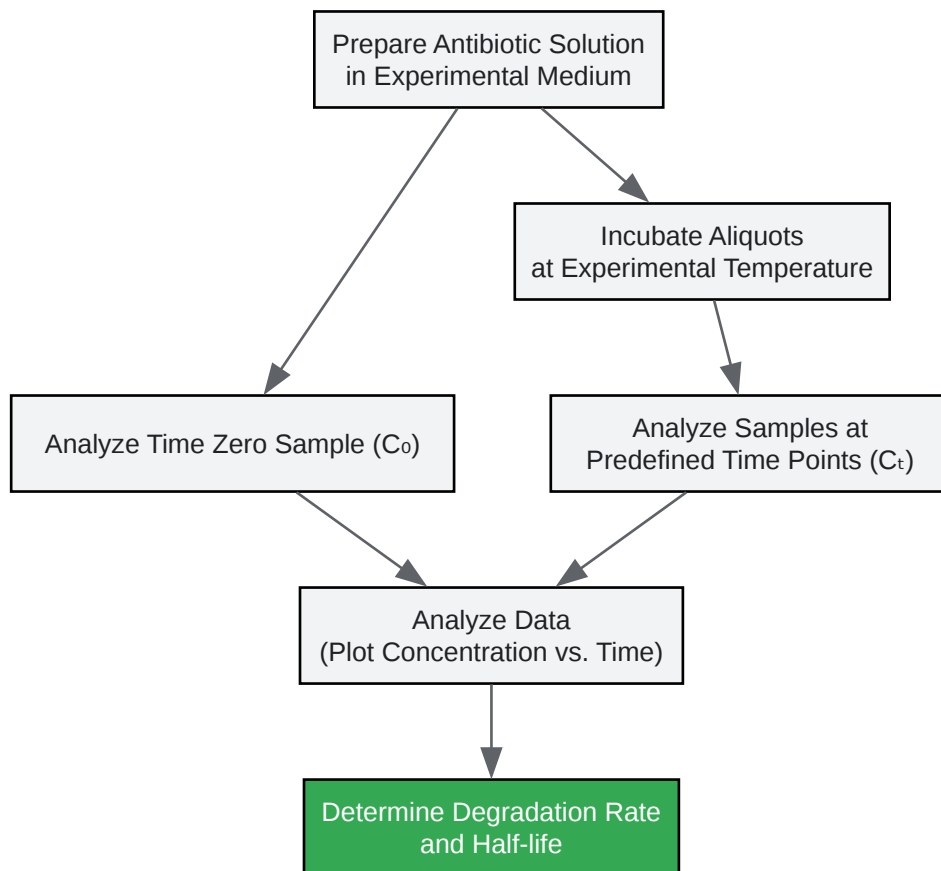 Prepare Antibiotic Solution
in Experimental Medium
Incubate Aliquots
at Experimental Temperature
Analyze Time Zero Sample (C₀)
Analyze Samples at
Predefined Time Points (Cₜ)
Analyze Data
(Plot Concentration vs. Time)
Determine Degradation Rate
and Half-life